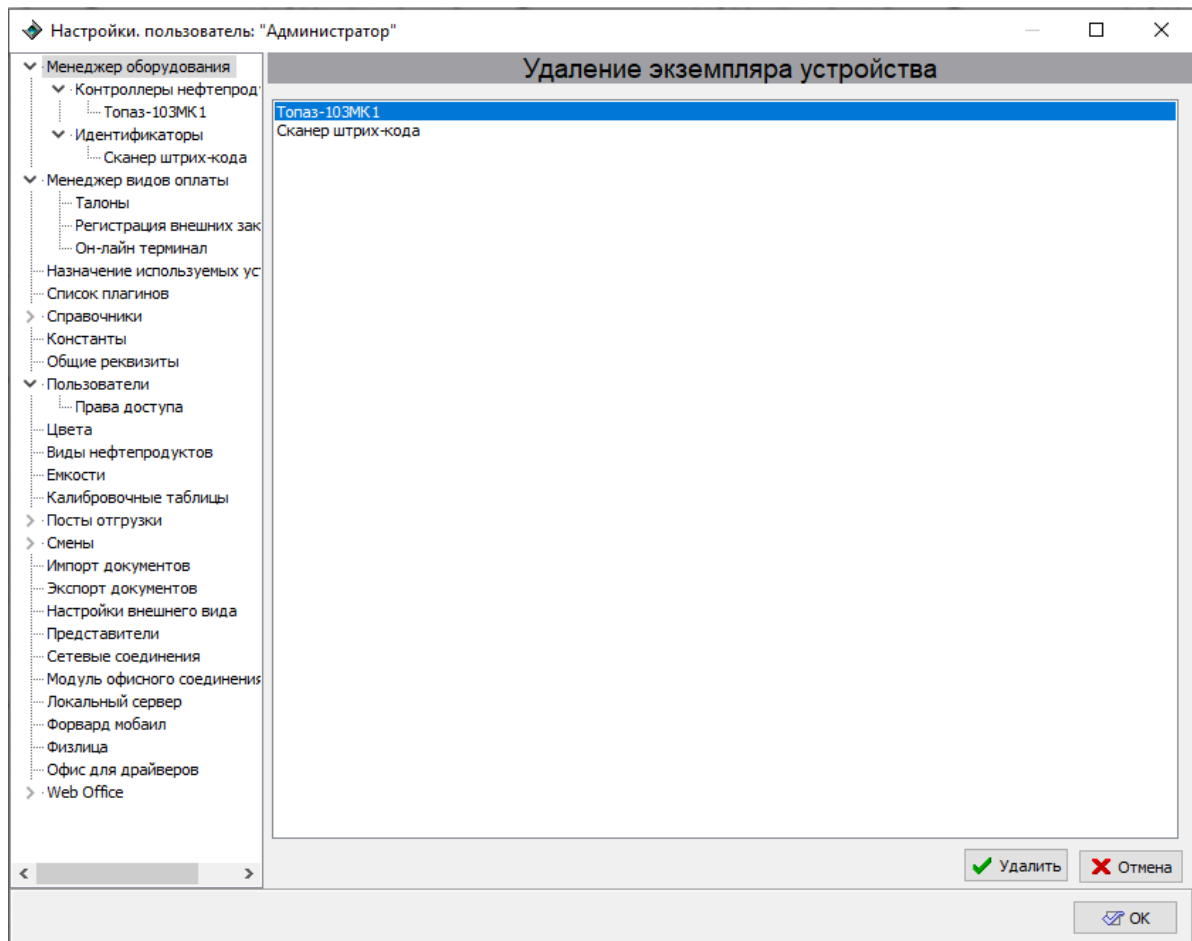 Настройки. пользователь: "Администратор"
Менеджер оборудования
Контроллеры нефтепрод
Топаз-103МК1
Идентификаторы
Сканер штрих-кода
Менеджер видов оплаты
Талоны
Регистрация внешних зак
Он-лайн терминал
Назначение используемых ус
Список плагинов
Справочники
Константы
Общие реквизиты
Пользователи
Права доступа
Цвета
Виды нефтепродуктов
Емкости
Калибровочные таблицы
Посты отгрузки
Смены
Импорт документов
Экспорт документов
Настройки внешнего вида
Представители
Сетевые соединения
Модуль офисного соединения
Локальный сервер
Форвард мобаил
Физлица
Офис для драйверов
Web Office
Удаление экземпляра устройства
Топаз-103МК1
Сканер штрих-кода
Удалить
Отмена
OK